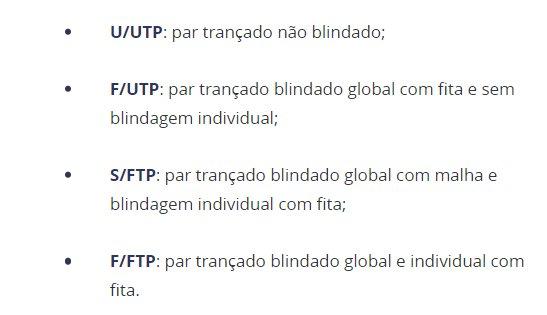 • U/UTP: par trançado não blindado;
• F/UTP: par trançado blindado global com fita e sem
blindagem individual;
• S/FTP: par trançado blindado global com malha e
blindagem individual com fita;
• F/FTP: par trançado blindado global e individual com
fita.